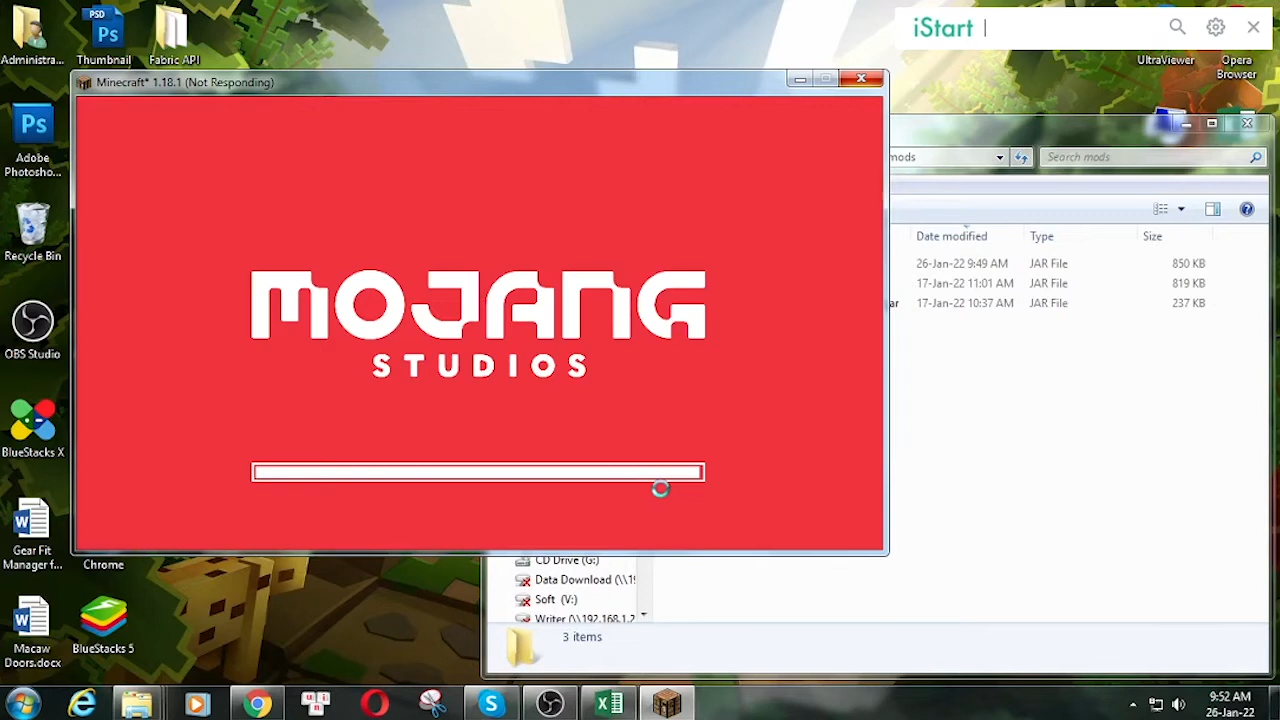 iStart
Administra...
Thumbnail
Fabric API
UltraViewer
Opera
Browser
PSD
Ps
Minecraft* 1.18.1 (Not Responding)
Ps
Adobe
Photosho...
mods
Search mods
Recycle Bin
Date modified
Type
Size
26-Jan-22 9:49 AM
JAR File
850 KB
17-Jan-22 11:01 AM
JAR File
819 KB
ar
17-Jan-22 10:37 AM
JAR File
237 KB
MOJANG
STUDIOS
OBS Studio
BlueStacks X
Gear Fit
Manager f...
Chrome
CD Drive (G:)
Data Download (\\1
Soft (V:)
Writer (\\192.168.1.2
Macaw
Doors.docx
BlueStacks 5
3 items
9:52 AM
26-Jan-22